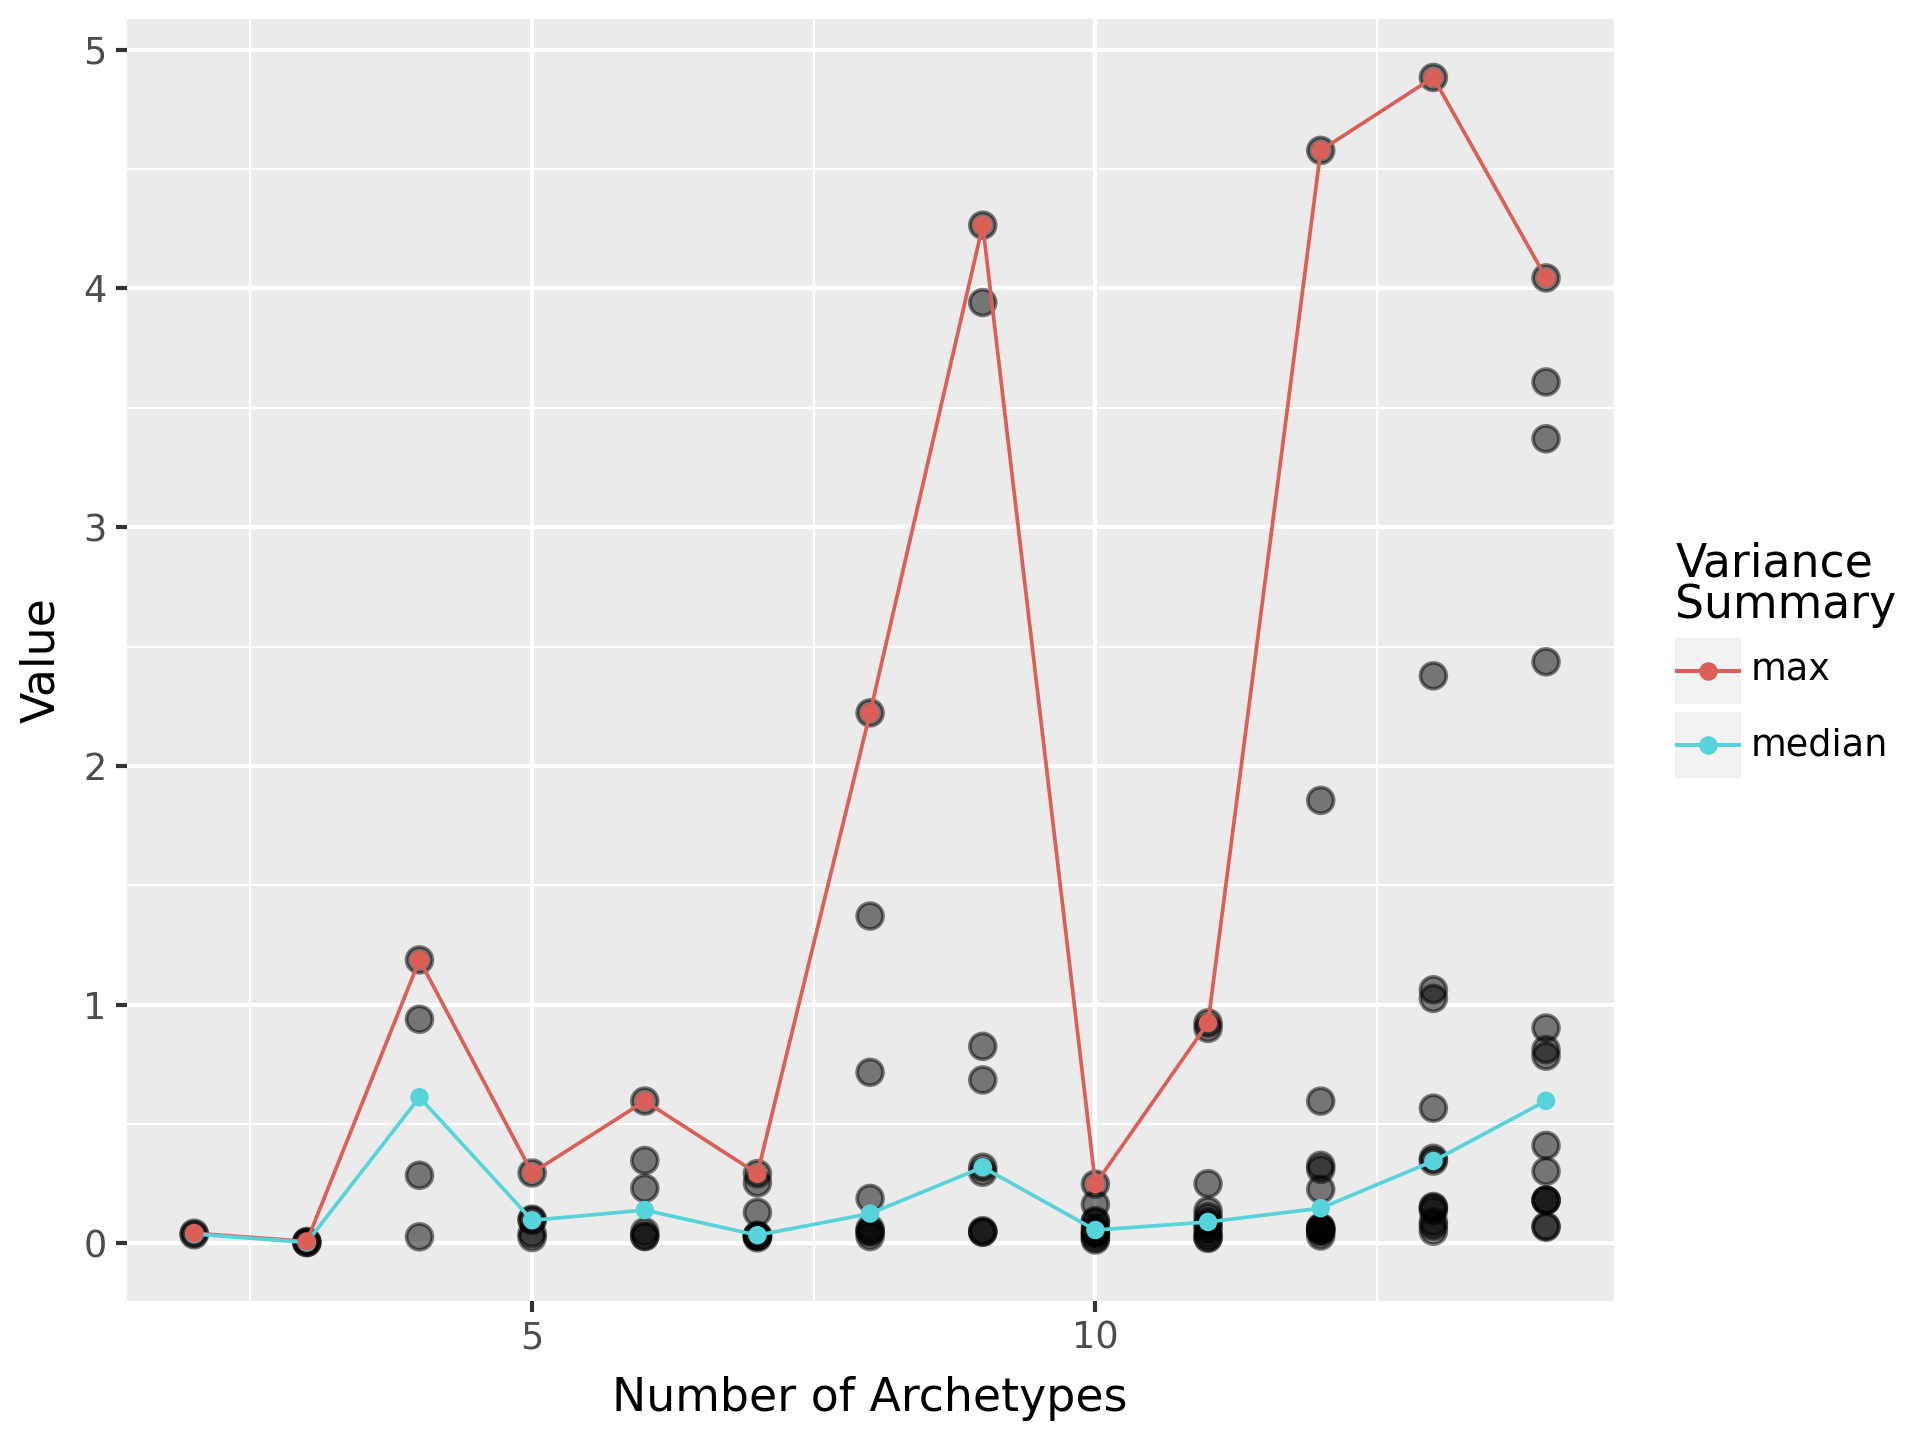 5
4
3
2
1
0
Value
5
10
Number of Archetypes
Variance
Summary
max
median